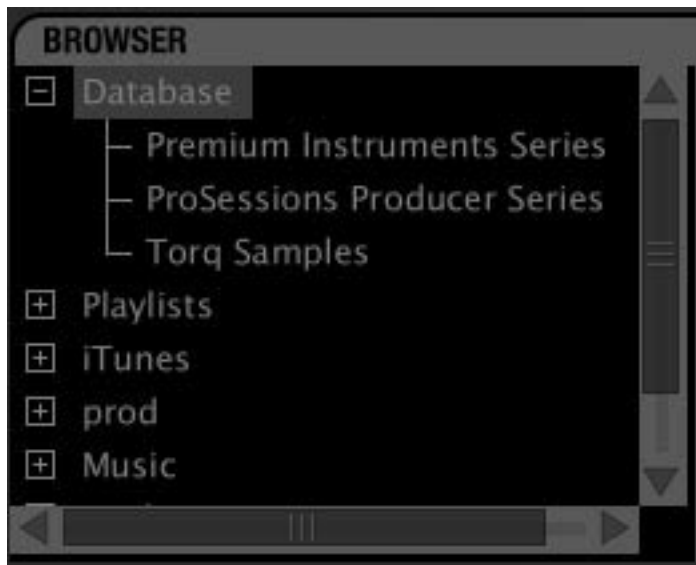 BROWSER
Database
Premium Instruments Series
ProSessions Producer Series
Torq Samples
Playlists
iTunes
prod
Music